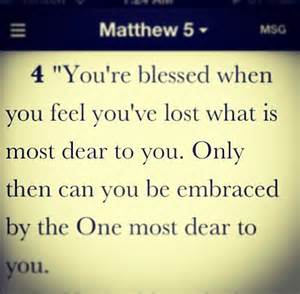 Matthew 5
MSG
4 "You're blessed when
you feel you've lost what is
most dear to you. Only
then can you be embraced
by the One most dear to
you.